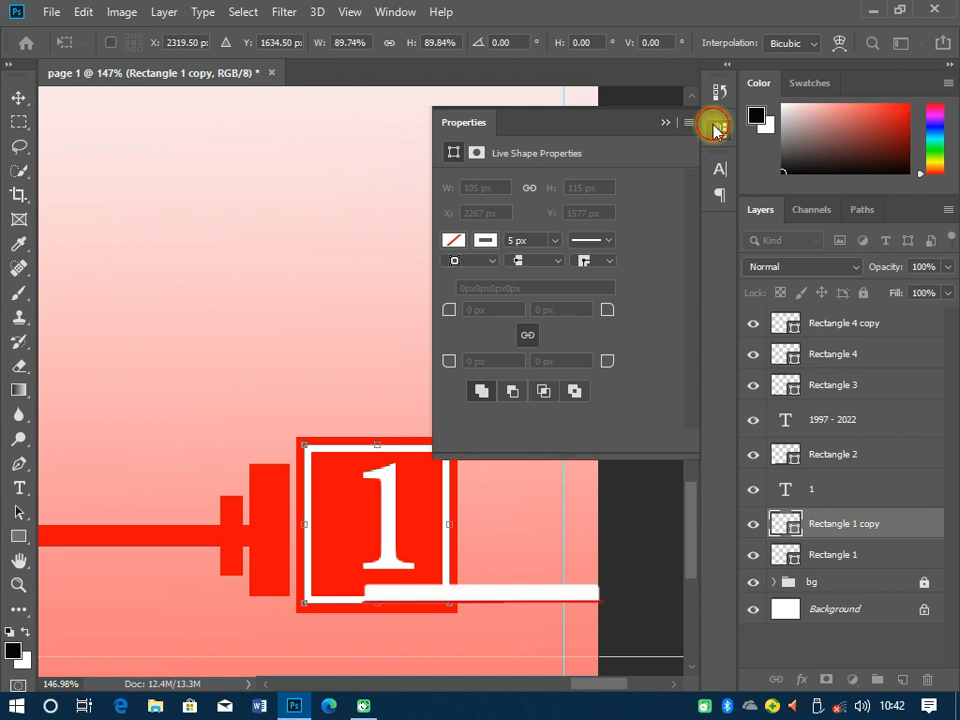 Ps File Edit Image Layer Type Select Filter 3D View Window Help
X: 2319.50 px Y: 1634.50 px W: 89.74% H: 89.84% 0.00 ° H: 0.00 ° V: 0.00 ° Interpolation: Bicubic
page 1 @ 147% (Rectangle 1 copy, RGB/8) *
Properties
Live Shape Properties
W: 105 px H: 115 px
X: 2267 px Y: 1577 px
5 px
0px0px0px0px
0 px 0 px
0 px 0 px
1
Color Swatches
Layers Channels Paths
Kind
Normal Opacity: 100%
Lock: Fill: 100%
Rectangle 4 copy
Rectangle 4
Rectangle 3
T 1997 - 2022
Rectangle 2
T 1
Rectangle 1 copy
Rectangle 1
bg
Background
146.98% Doc: 12.4M/13.3M
10:42